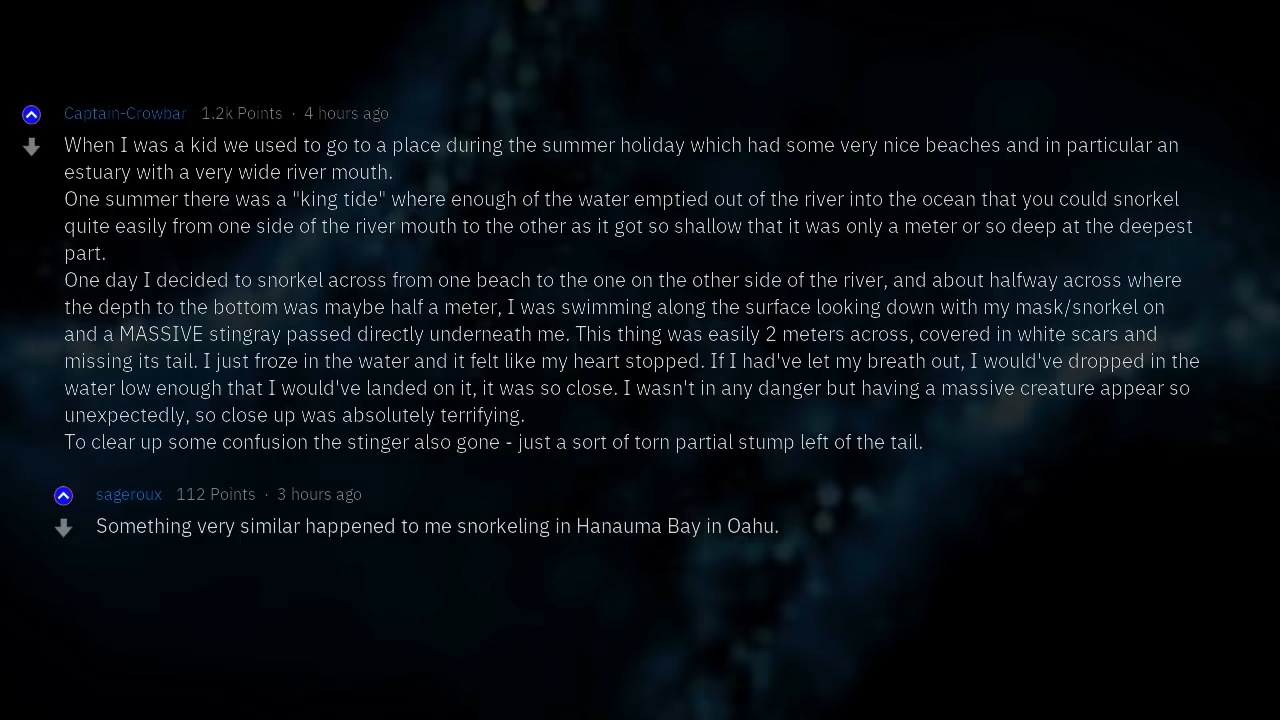 Captain-Crowbar 1.2k Points · 4 hours ago
When I was a kid we used to go to a place during the summer holiday which had some very nice beaches and in particular an
estuary with a very wide river mouth.
One summer there was a "king tide" where enough of the water emptied out of the river into the ocean that you could snorkel
quite easily from one side of the river mouth to the other as it got so shallow that it was only a meter or so deep at the deepest
part.
One day I decided to snorkel across from one beach to the one on the other side of the river, and about halfway across where
the depth to the bottom was maybe half a meter, I was swimming along the surface looking down with my mask/snorkel on
and a MASSIVE stingray passed directly underneath me. This thing was easily 2 meters across, covered in white scars and
missing its tail. I just froze in the water and it felt like my heart stopped. If I had've let my breath out, I would've dropped in the
water low enough that I would've landed on it, it was so close. I wasn't in any danger but having a massive creature appear so
unexpectedly, so close up was absolutely terrifying.
To clear up some confusion the stinger also gone - just a sort of torn partial stump left of the tail.
sageroux 112 Points · 3 hours ago
Something very similar happened to me snorkeling in Hanauma Bay in Oahu.